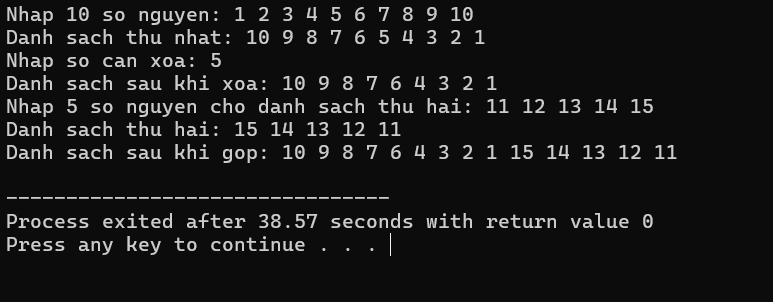 Nhap 10 so nguyen: 1 2 3 4 5 6 7 8 9 10
Danh sach thu nhat: 10 9 8 7 6 5 4 3 2 1
Nhap so can xoa: 5
Danh sach sau khi xoa: 10 9 8 7 6 4 3 2 1
Nhap 5 so nguyen cho danh sach thu hai: 11 12 13 14 15
Danh sach thu hai: 15 14 13 12 11
Danh sach sau khi gop: 10 9 8 7 6 4 3 2 1 15 14 13 12 11
--------------------------------
Process exited after 38.57 seconds with return value 0
Press any key to continue . . .